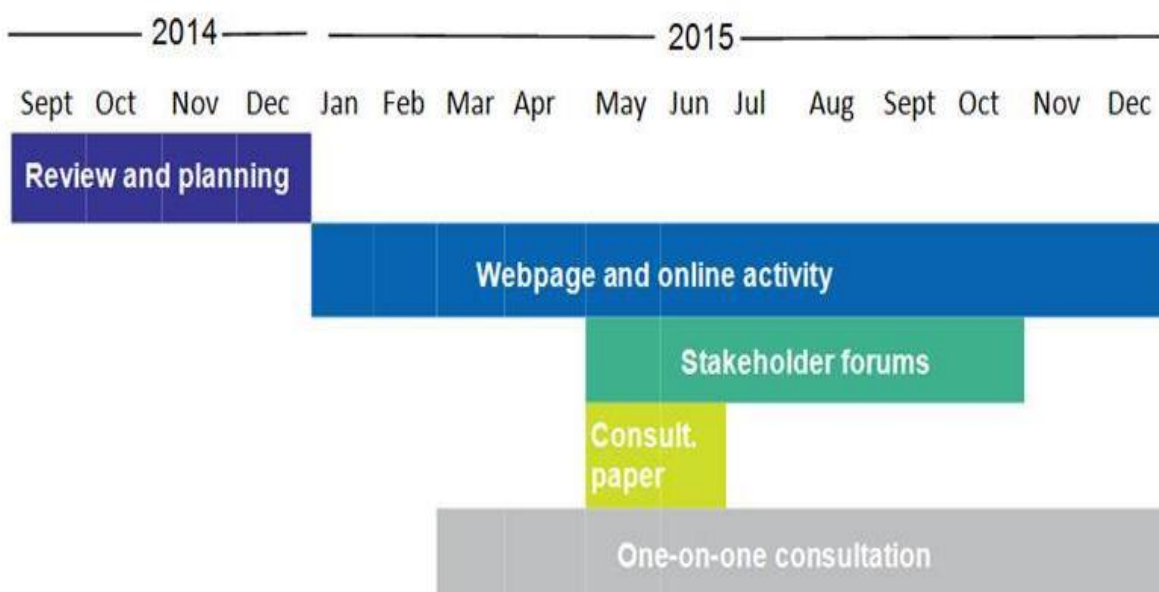 2014 2015
Sept Oct Nov Dec Jan Feb Mar Apr May Jun Jul Aug Sept Oct Nov Dec
Review and planning
Webpage and online activity
Stakeholder forums
Consult.
paper
One-on-one consultation